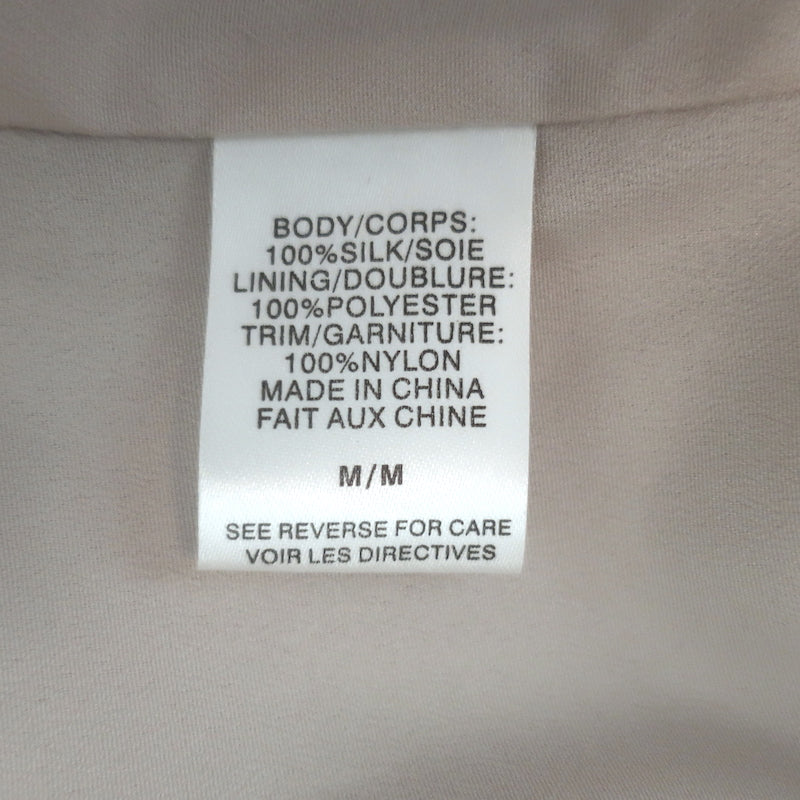 BODY/CORPS:
100%SILK/SOIE
LINING/DOUBLURE:
100%POLYESTER
TRIM/GARNITURE:
100%NYLON
MADE IN CHINA
FAIT AUX CHINE
M/M
SEE REVERSE FOR CARE
VOIR LES DIRECTIVES